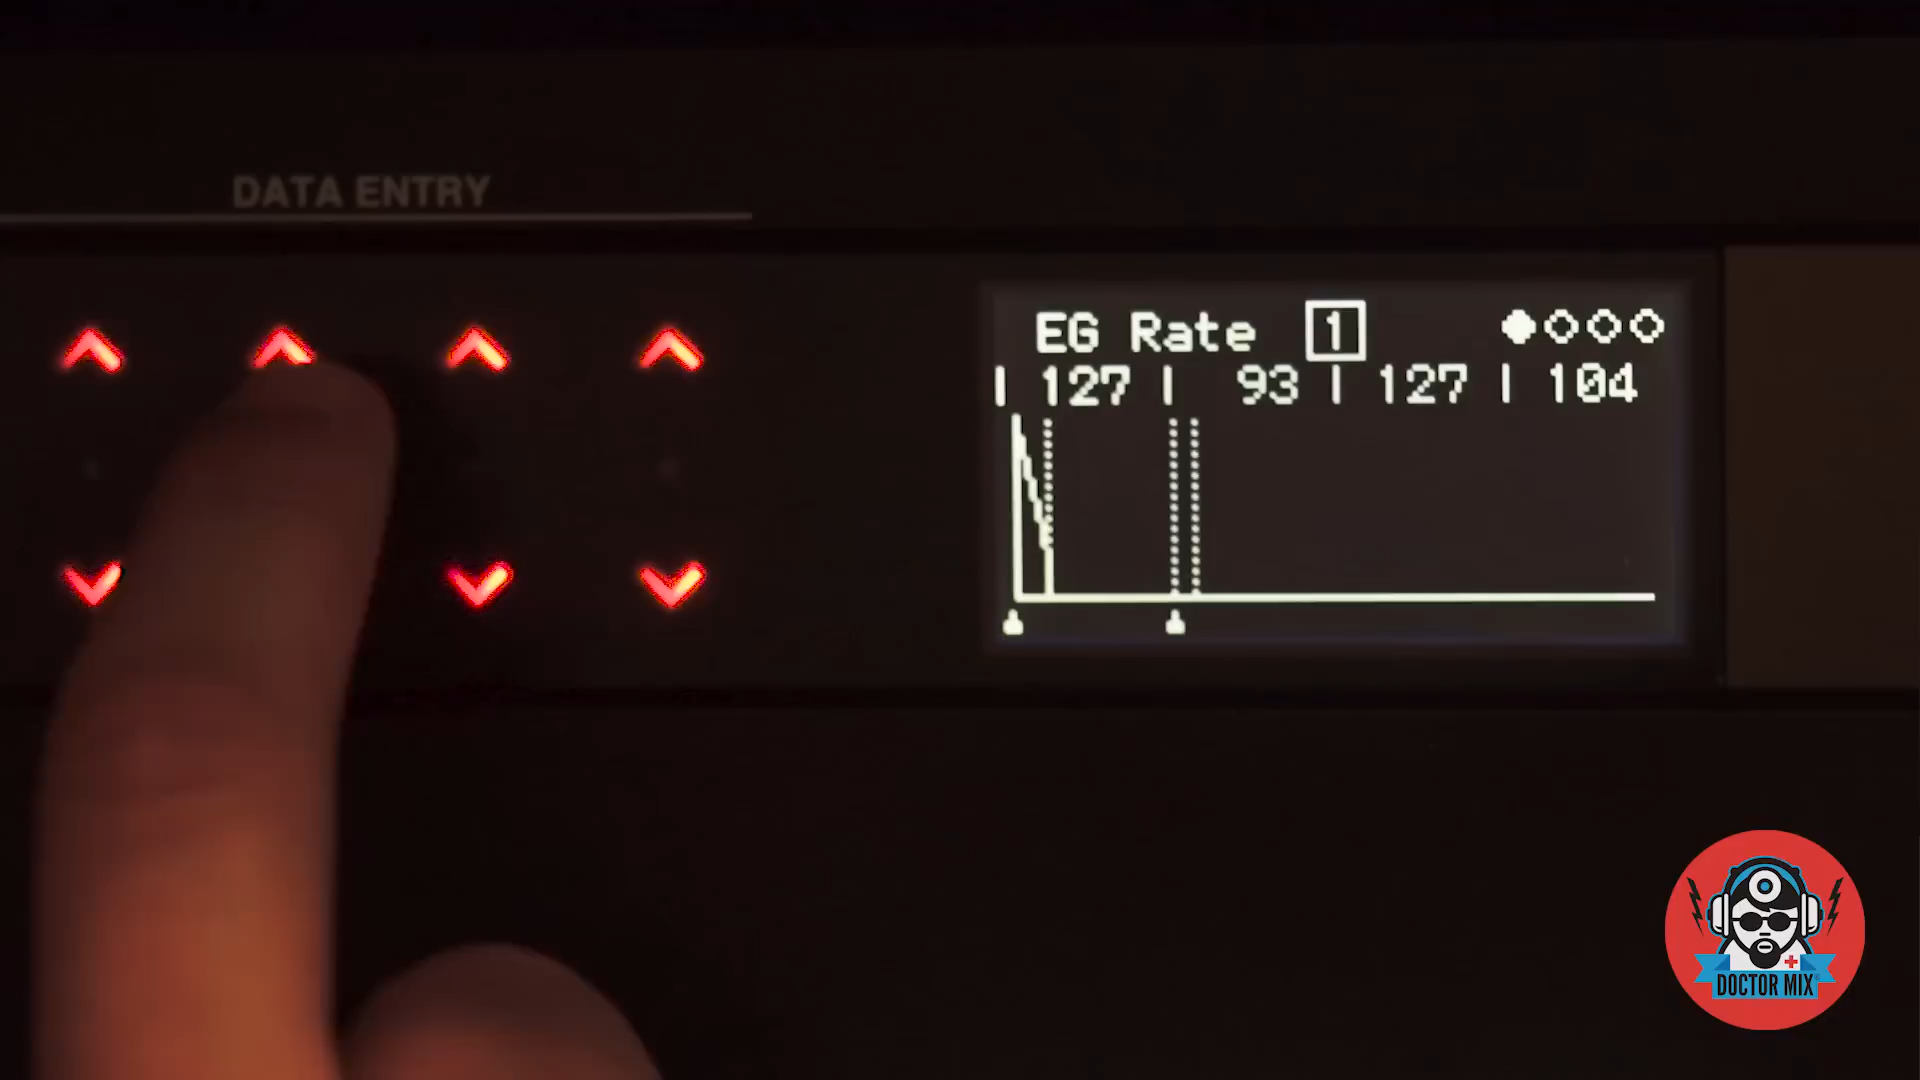 DATA ENTRY
EG Rate 1
| 127 | 93 | 127 | 104
DOCTOR MIX